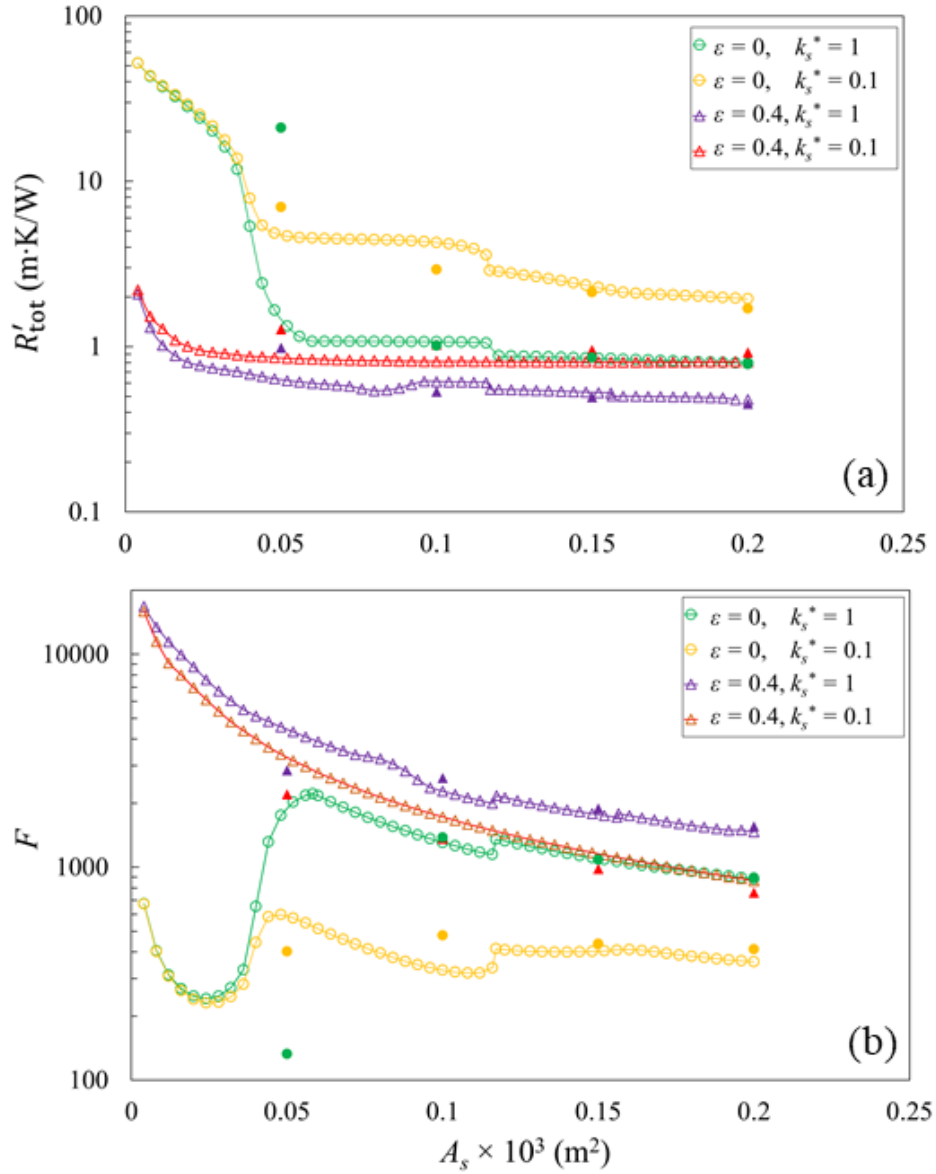 100
10
1
0.1
R′tot (m·K/W)
ε = 0, ks* = 1
ε = 0, ks* = 0.1
ε = 0.4, ks* = 1
ε = 0.4, ks* = 0.1
(a)
0 0.05 0.1 0.15 0.2 0.25
10000
1000
100
F
ε = 0, ks* = 1
ε = 0, ks* = 0.1
ε = 0.4, ks* = 1
ε = 0.4, ks* = 0.1
(b)
0 0.05 0.1 0.15 0.2 0.25
As × 10³ (m²)